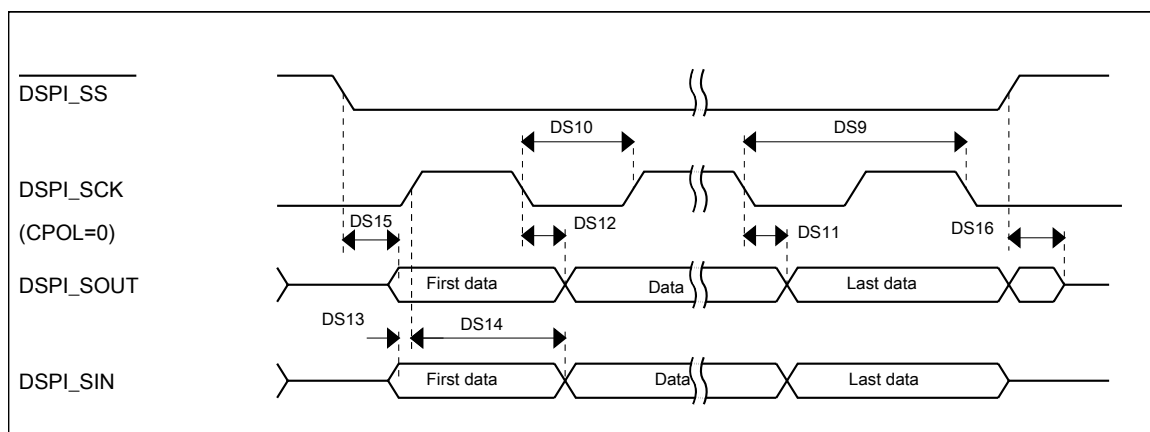 DSPI_SS
DS10
DS9
DSPI_SCK
(CPOL=0)
DS15
DS12
DS11
DS16
DSPI_SOUT
First data
Data
Last data
DS13
DS14
DSPI_SIN
First data
Data
Last data